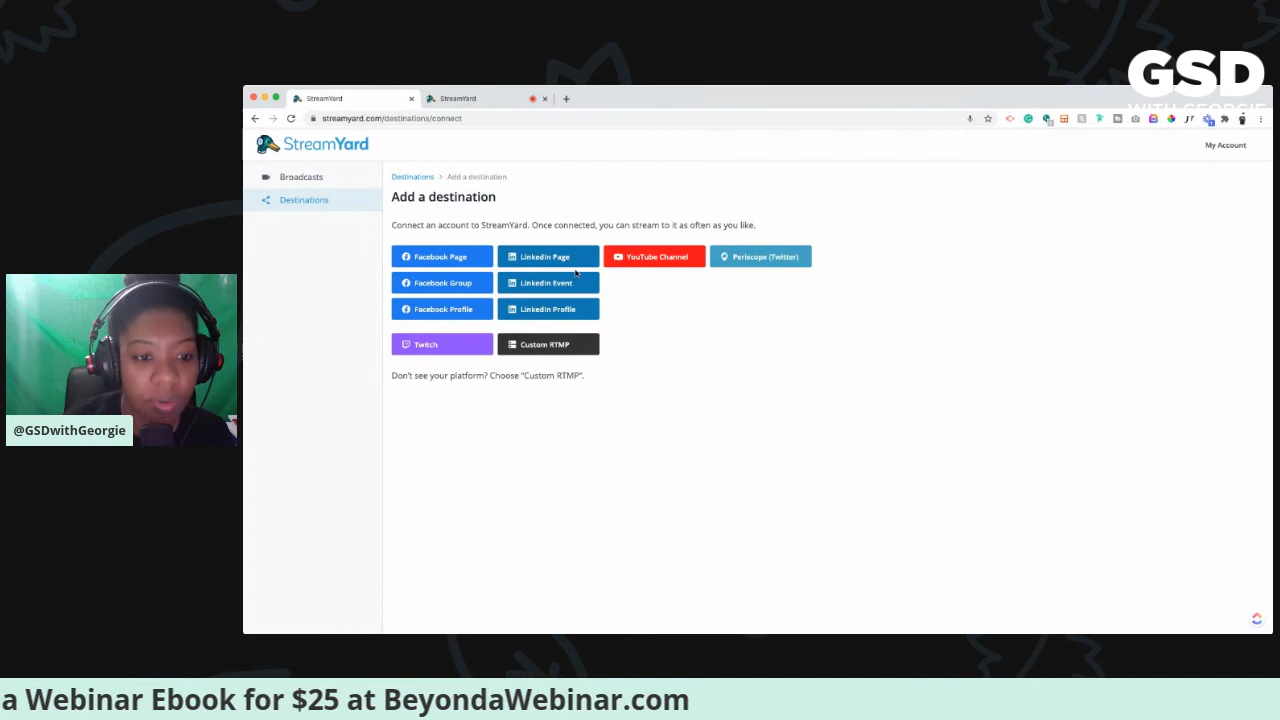 GSD
WITH GEORGIE
StreamYard
StreamYard
streamyard.com/destinations/connect
StreamYard
My Account
Broadcasts
Destinations
Destinations > Add a destination
Add a destination
Connect an account to StreamYard. Once connected, you can stream to it as often as you like.
Facebook Page
LinkedIn Page
YouTube Channel
Periscope (Twitter)
Facebook Group
LinkedIn Event
Facebook Profile
LinkedIn Profile
Twitch
Custom RTMP
Don't see your platform? Choose "Custom RTMP".
@GSDwithGeorgie
a Webinar Ebook for $25 at BeyondaWebinar.com